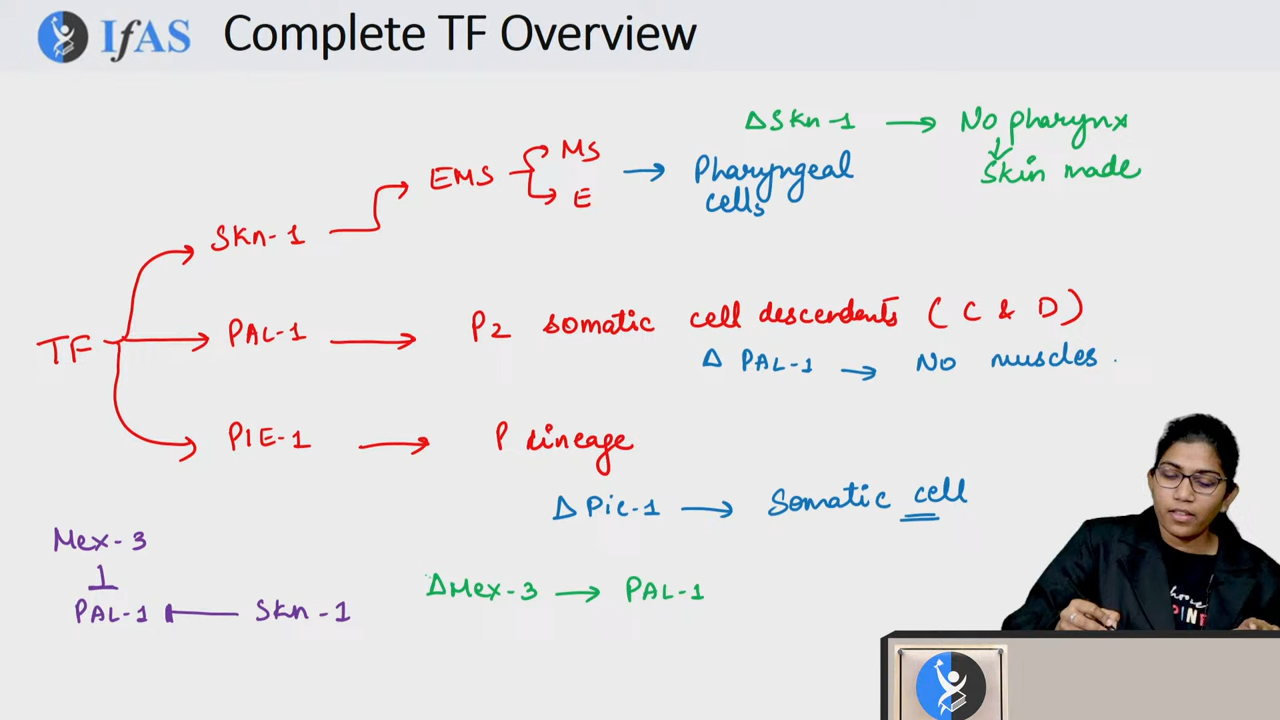 IfAS Complete TF Overview
ΔSkn-1 → No pharynx
EMS → MS → Pharyngeal ↓ Skin made
E cells
Skn-1
TF PAL-1 → P2 somatic cell descendents ( C & D )
Δ PAL-1 → No muscles
PIE-1 → P lineage
Δ Pie-1 → Somatic cell
Mex-3
⊥ ΔMex-3 → PAL-1
PAL-1 Skn-1